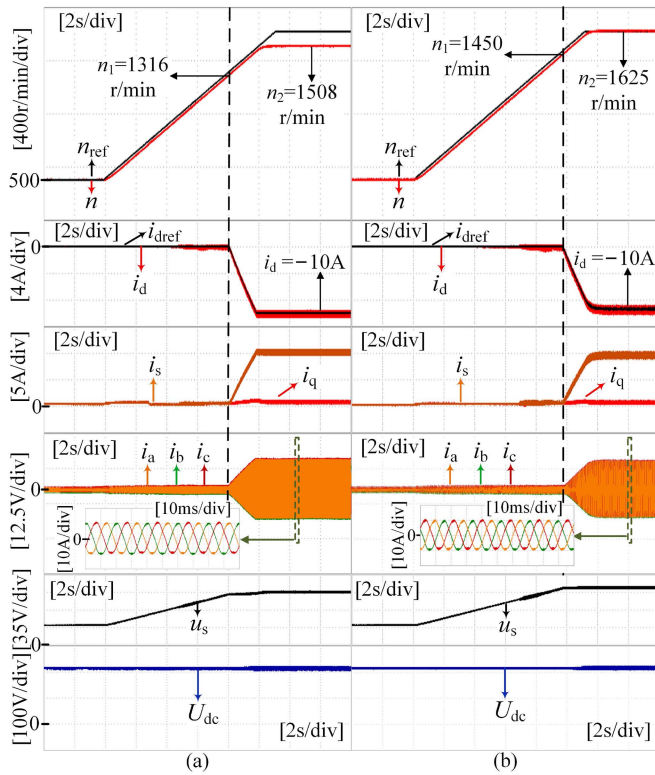 [2s/div]
[2s/div]
[400r/min/div]
n1=1316
r/min
n2=1508
r/min
nref
500
n
n1=1450
r/min
n2=1625
r/min
nref
n
[2s/div]
idref
[4A/div]
0
id
id=−10A
[2s/div]
idref
id
id=−10A
[2s/div]
[5A/div]
is
iq
0
[2s/div]
is
iq
[2s/div]
ia ib ic
[12.5V/div]
0
[10ms/div]
[10A/div]
0
[2s/div]
ia ib ic
[10ms/div]
[10A/div]
0
[2s/div]
[35V/div]
us
0
[2s/div]
us
[100V/div]
Udc
0
[2s/div]
Udc
[2s/div]
(a)
(b)